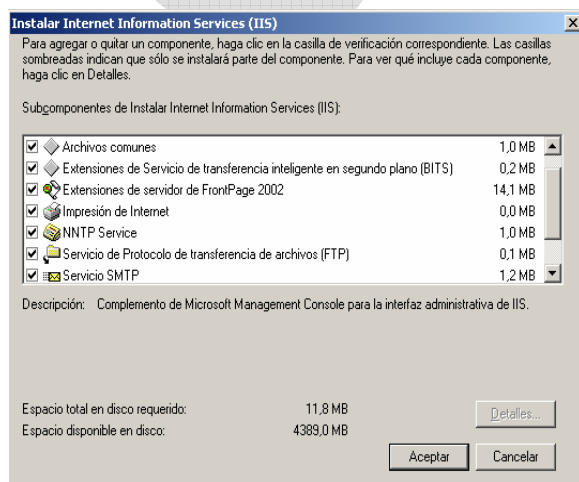 Instalar Internet Information Services (IIS)
Para agregar o quitar un componente, haga clic en la casilla de verificación correspondiente. Las casillas
sombreadas indican que sólo se instalará parte del componente. Para ver qué incluye cada componente,
haga clic en Detalles.
Subcomponentes de Instalar Internet Information Services (IIS):
Archivos comunes 1,0 MB
Extensiones de Servicio de transferencia inteligente en segundo plano (BITS) 0,2 MB
Extensiones de servidor de FrontPage 2002 14,1 MB
Impresión de Internet 0,0 MB
NNTP Service 1,0 MB
Servicio de Protocolo de transferencia de archivos (FTP) 0,1 MB
Servicio SMTP 1,2 MB
Descripción: Complemento de Microsoft Management Console para la interfaz administrativa de IIS.
Espacio total en disco requerido: 11,8 MB
Detalles...
Espacio disponible en disco: 4389,0 MB
Aceptar Cancelar